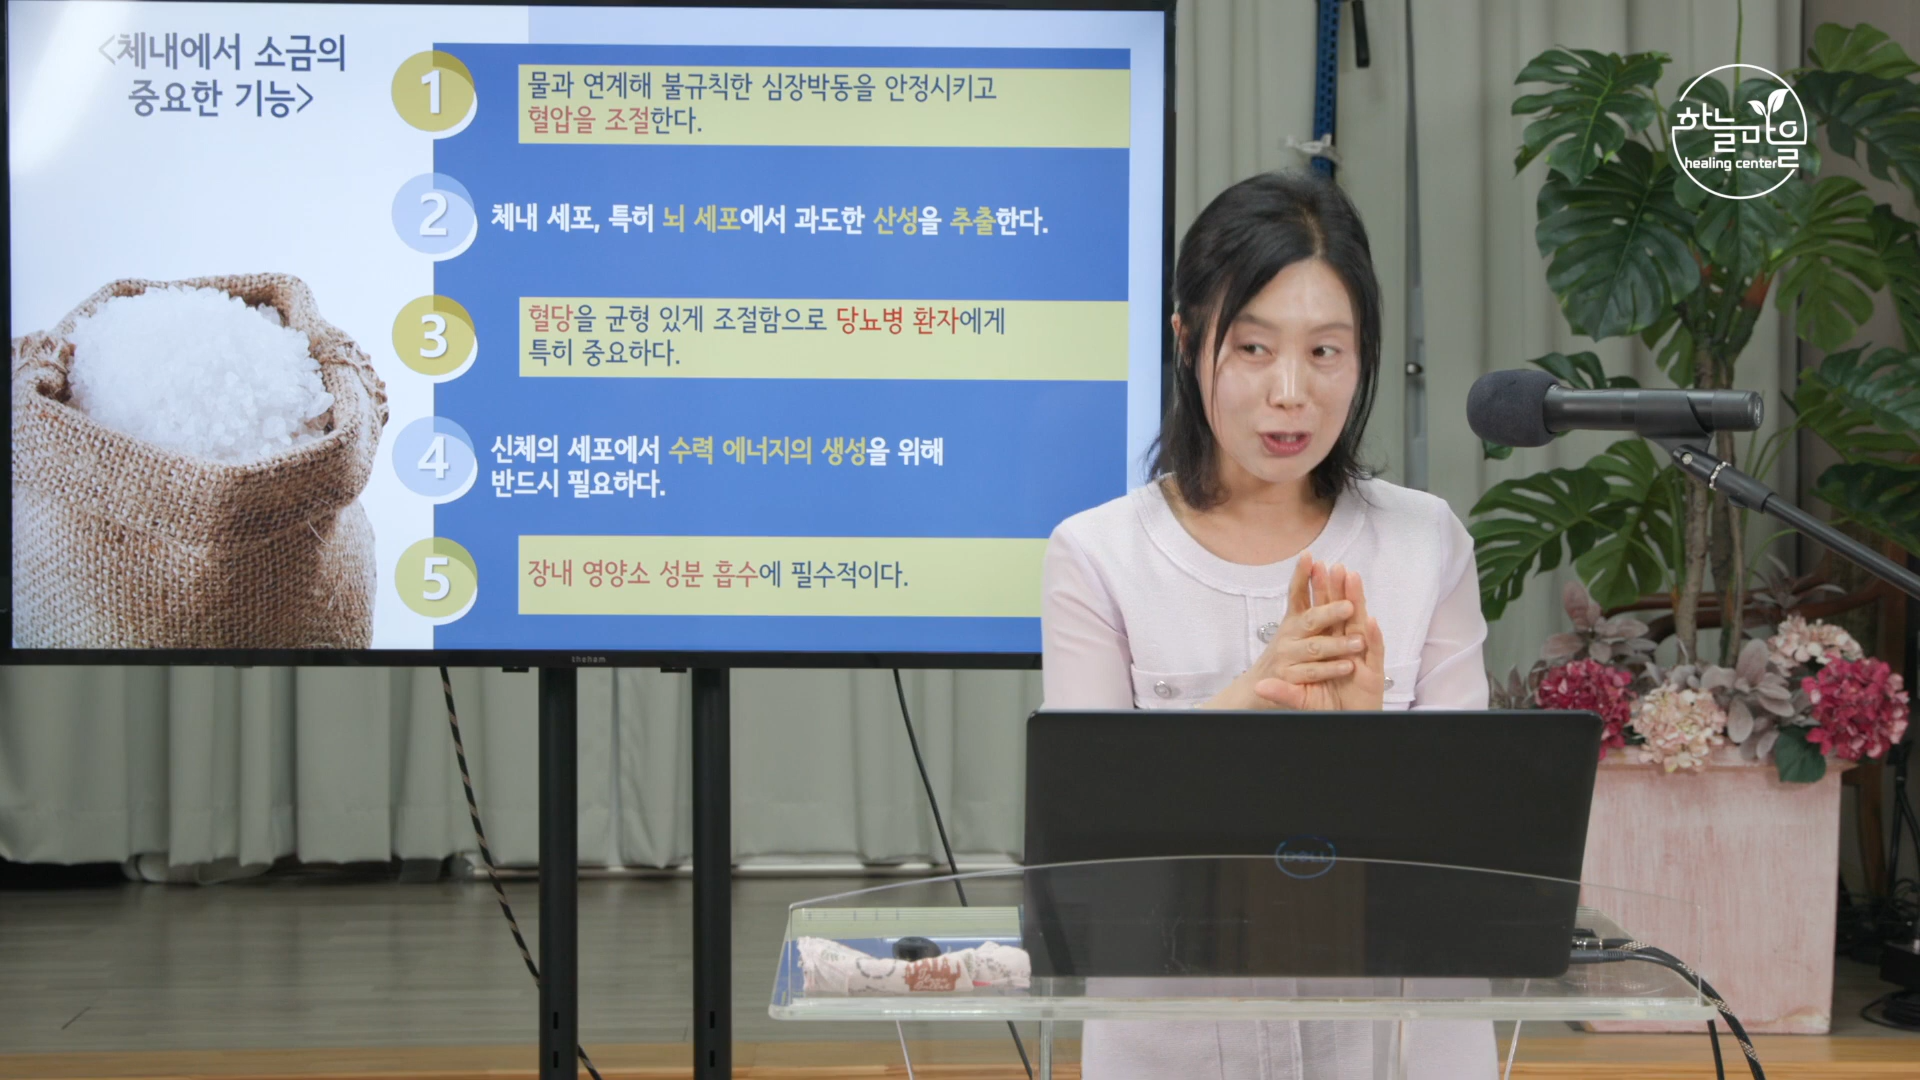 <체내에서 소금의
중요한 기능>
1
물과 연계해 불규칙한 심장박동을 안정시키고
혈압을 조절한다.
2
체내 세포, 특히 뇌 세포에서 과도한 산성을 추출한다.
3
혈당을 균형 있게 조절함으로 당뇨병 환자에게
특히 중요하다.
4
신체의 세포에서 수력 에너지의 생성을 위해
반드시 필요하다.
5
장내 영양소 성분 흡수에 필수적이다.
하늘마을
healing center
DELL